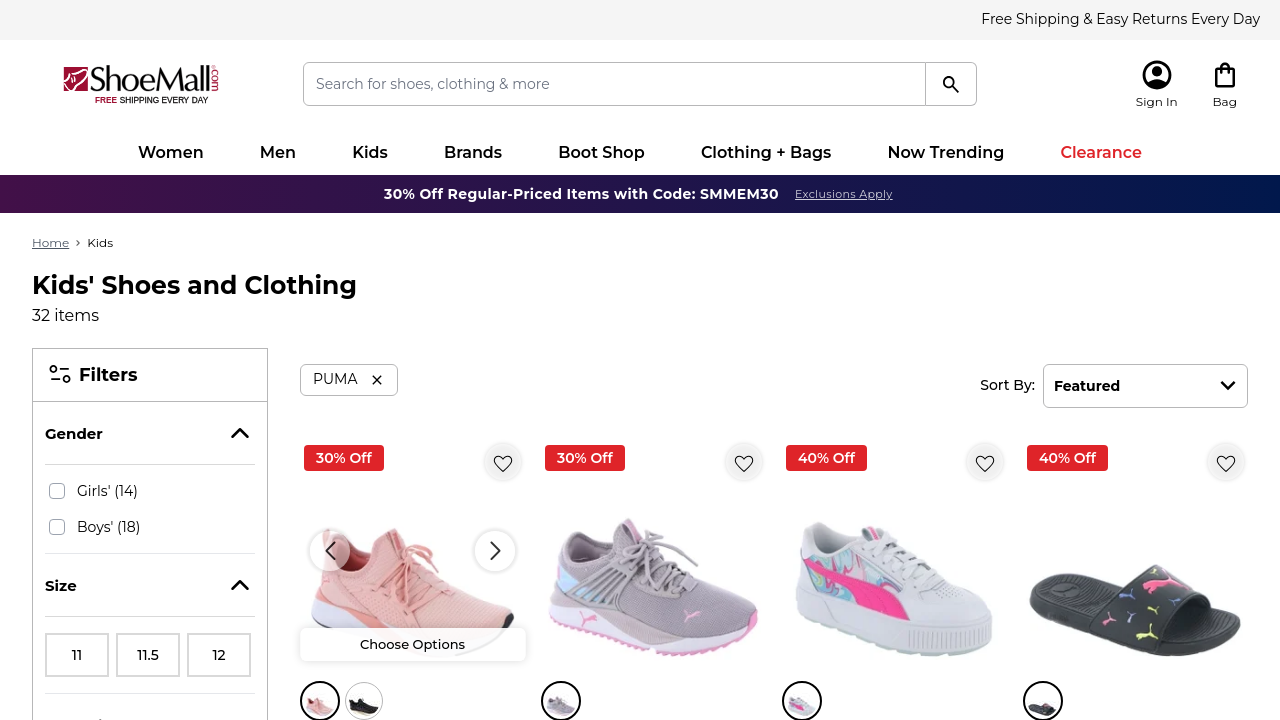 Free Shipping & Easy Returns Every Day
ShoeMall.com
FREE SHIPPING EVERY DAY
Search for shoes, clothing & more
Sign In
Bag
Women
Men
Kids
Brands
Boot Shop
Clothing + Bags
Now Trending
Clearance
30% Off Regular-Priced Items with Code: SMMEM30
Exclusions Apply
Home > Kids
Kids' Shoes and Clothing
32 items
Filters
Gender
Girls' (14)
Boys' (18)
Size
11
11.5
12
PUMA
Sort By:
Featured
30% Off
30% Off
40% Off
40% Off
Choose Options